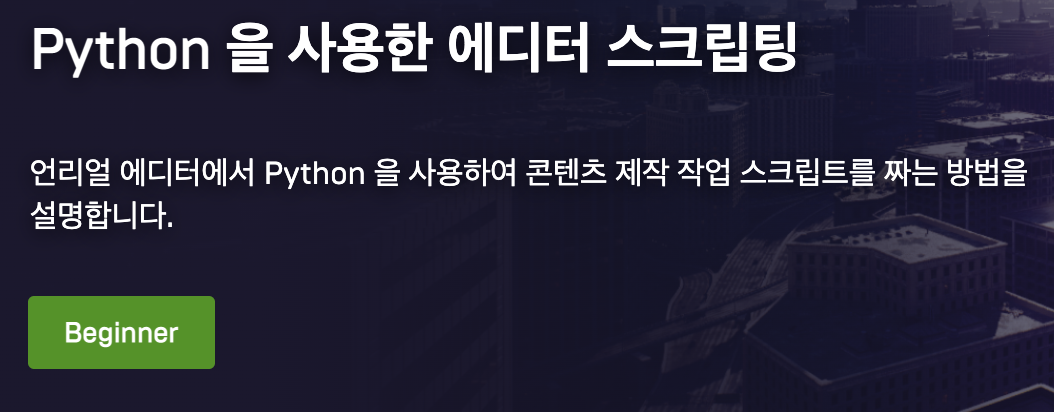 Python 을 사용한 에디터 스크립팅
언리얼 에디터에서 Python 을 사용하여 콘텐츠 제작 작업 스크립트를 짜는 방법을
설명합니다.
Beginner